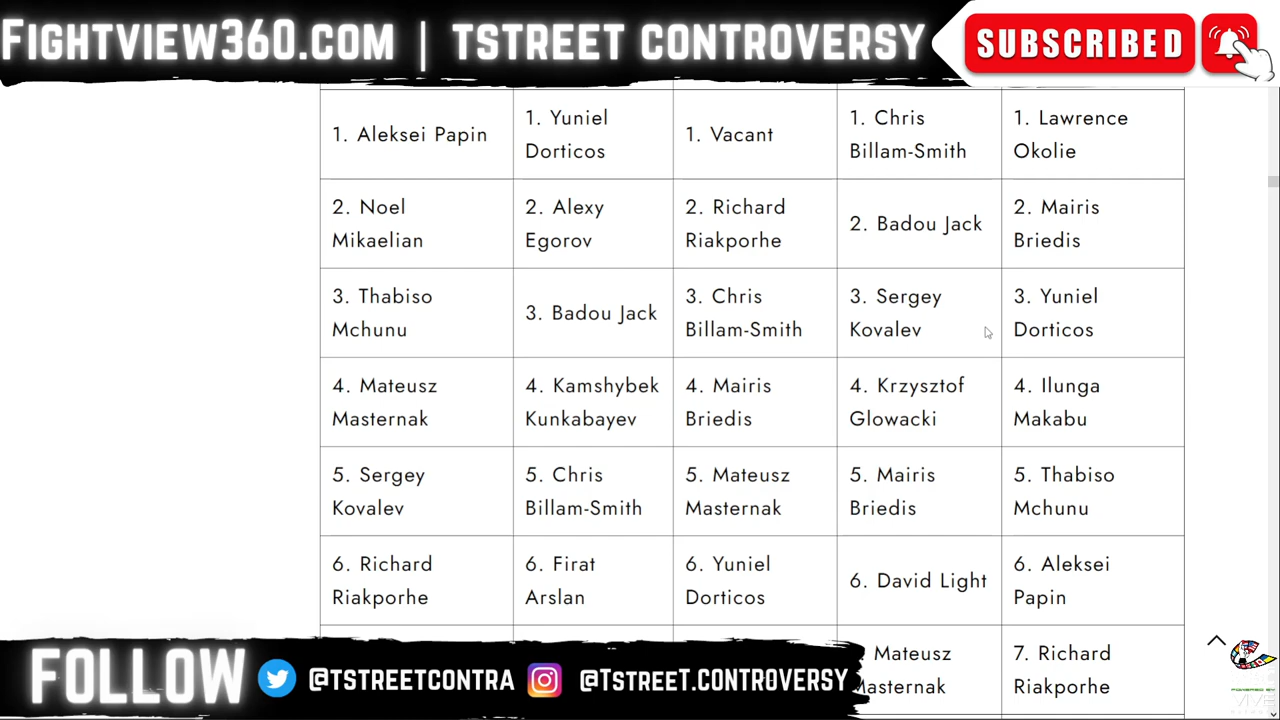 FIGHTVIEW360.COM | TSTREET CONTROVERSY
SUBSCRIBED
1. Aleksei Papin
1. Yuniel
Dorticos
1. Vacant
1. Chris
Billam-Smith
1. Lawrence
Okolie
2. Noel
Mikaelian
2. Alexy
Egorov
2. Richard
Riakporhe
2. Badou Jack
2. Mairis
Briedis
3. Thabiso
Mchunu
3. Badou Jack
3. Chris
Billam-Smith
3. Sergey
Kovalev
3. Yuniel
Dorticos
4. Mateusz
Masternak
4. Kamshybek
Kunkabayev
4. Mairis
Briedis
4. Krzysztof
Glowacki
4. Ilunga
Makabu
5. Sergey
Kovalev
5. Chris
Billam-Smith
5. Mateusz
Masternak
5. Mairis
Briedis
5. Thabiso
Mchunu
6. Richard
Riakporhe
6. Firat
Arslan
6. Yuniel
Dorticos
6. David Light
6. Aleksei
Papin
Mateusz
Masternak
7. Richard
Riakporhe
FOLLOW
@TSTREETCONTRA
@TSTREET.CONTROVERSY
POWERED BY